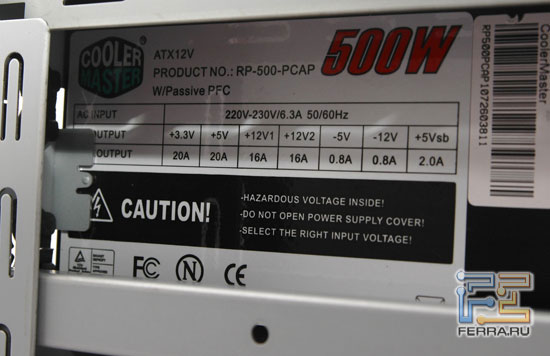 COOLER
MASTER
ATX12V
PRODUCT NO.: RP-500-PCAP
W/Passive PFC
500W
AC INPUT 220V-230V/6.3A 50/60Hz
+3.3V +5V +12V1 +12V2 -5V -12V +5Vsb
OUTPUT 20A 20A 16A 16A 0.8A 0.8A 2.0A
CAUTION!
-HAZARDOUS VOLTAGE INSIDE!
-DO NOT OPEN POWER SUPPLY COVER!
-SELECT THE RIGHT INPUT VOLTAGE!
FC N CE
CoolerMaster
RP500PCAP1072603811
FERRA.RU